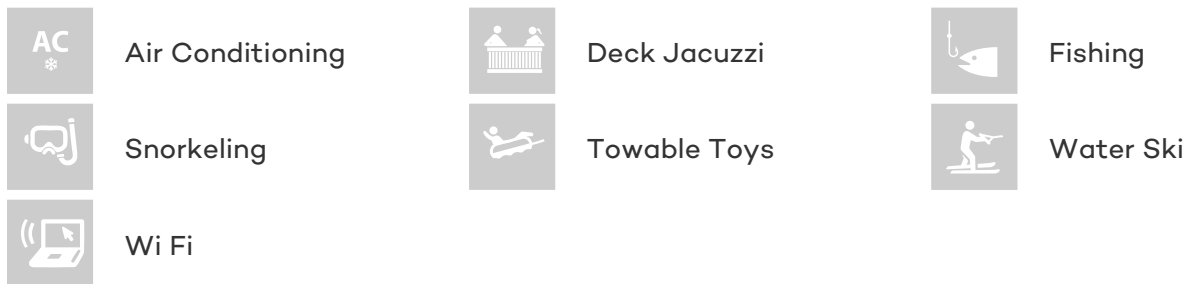 AC
Air Conditioning
Deck Jacuzzi
Fishing
Snorkeling
Towable Toys
Water Ski
Wi Fi